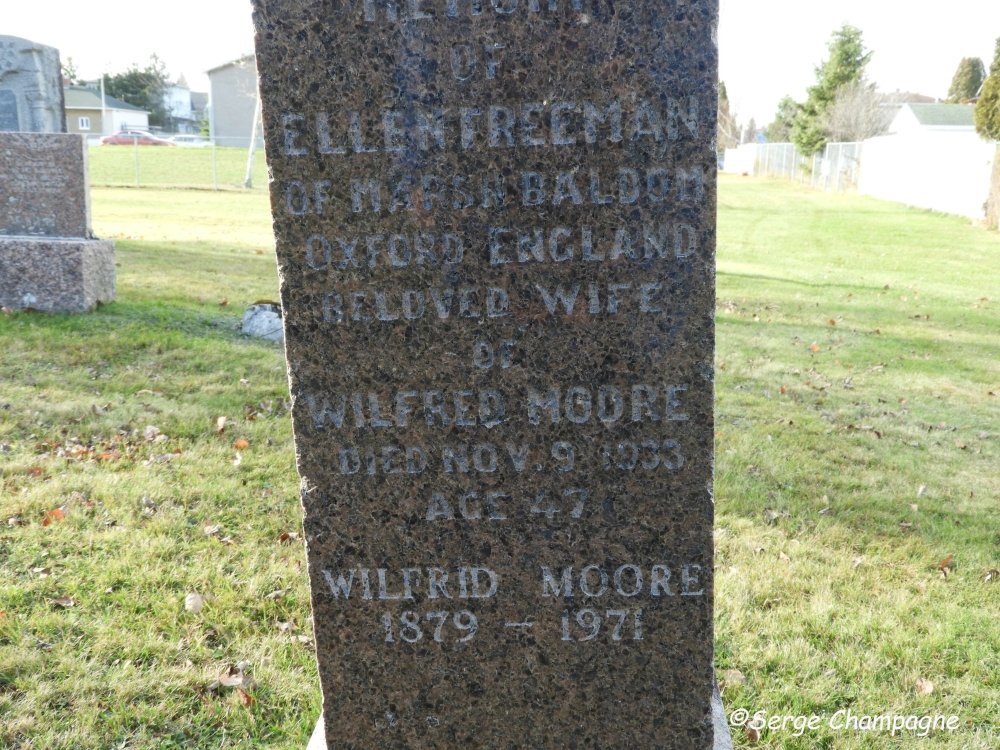 MEMORY
OF
ELLEN FREEMAN
OF MARSH BALDON
OXFORD ENGLAND
BELOVED WIFE
OF
WILFRED MOORE
DIED NOV. 9 1933
AGE 47
WILFRID MOORE
1879 - 1971
©Serge Champagne